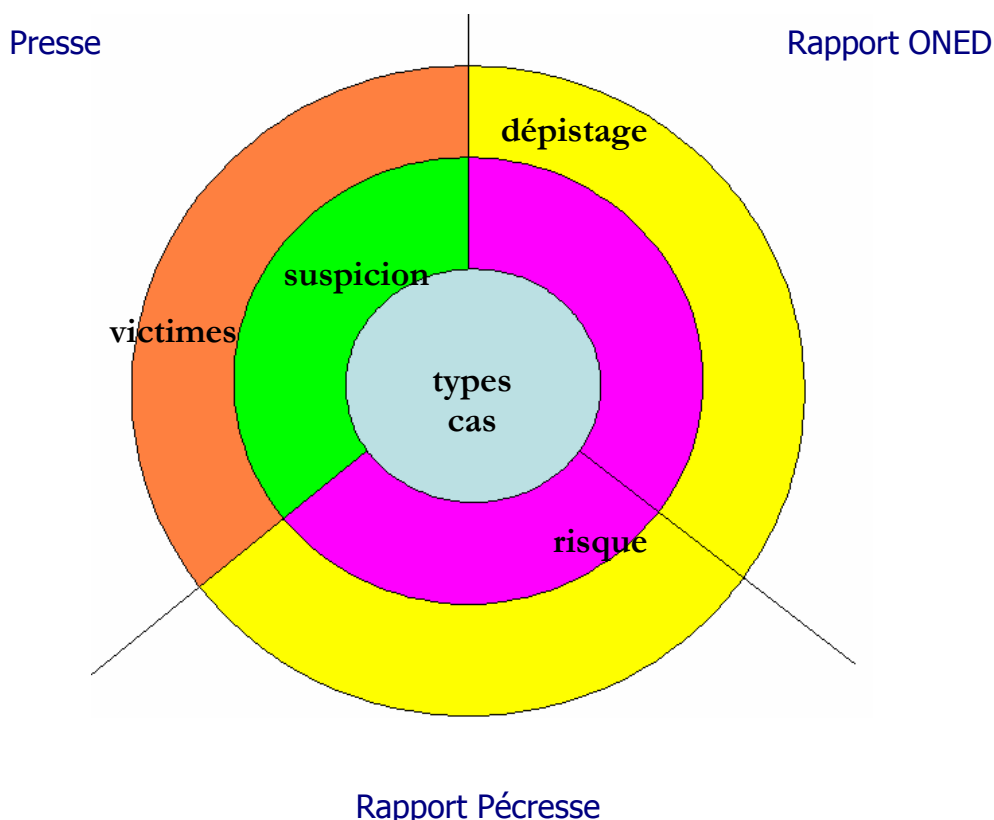 Presse
Rapport ONED
dépistage
suspicion
victimes
types
cas
risque
Rapport Pécresse